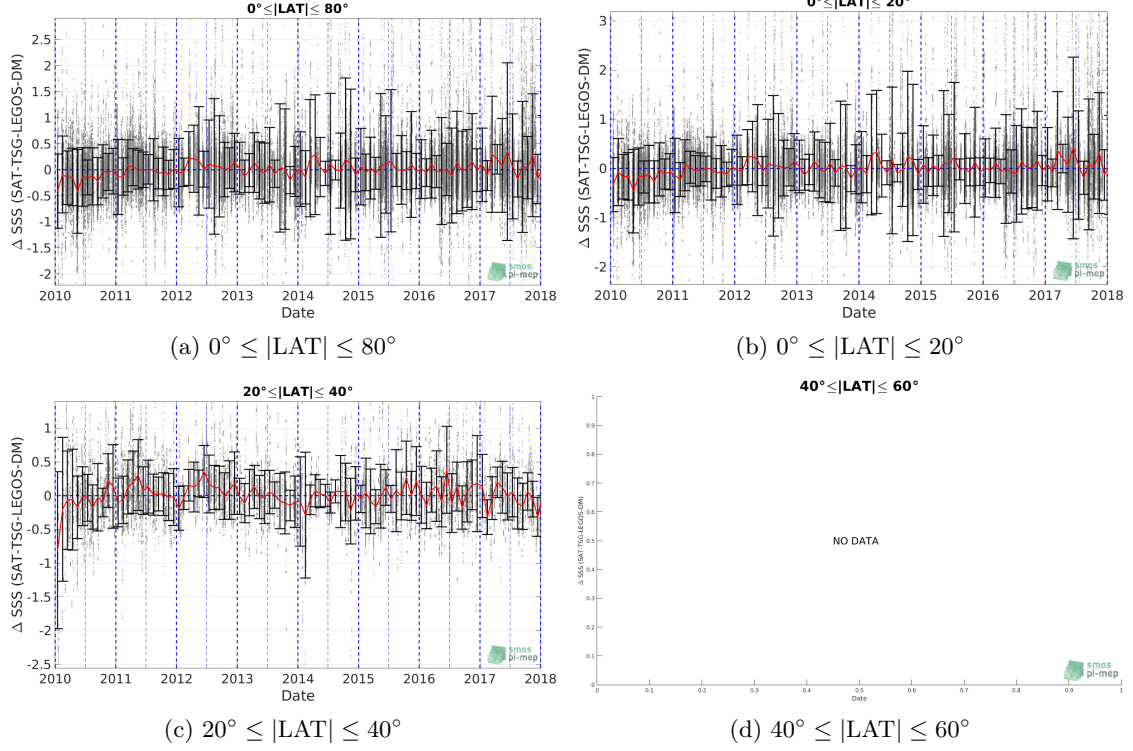 0°≤|LAT|≤ 80°
Δ SSS (SAT-TSG-LEGOS-DM)
2.5
2
1.5
1
0.5
0
-0.5
-1
-1.5
-2
2010 2011 2012 2013 2014 2015 2016 2017 2018
Date
smos
pi-mep
(a) 0° ≤ |LAT| ≤ 80°
0°≤|LAT|≤ 20°
Δ SSS (SAT-TSG-LEGOS-DM)
3
2
1
0
-1
-2
2010 2011 2012 2013 2014 2015 2016 2017 2018
Date
smos
pi-mep
(b) 0° ≤ |LAT| ≤ 20°
20°≤|LAT|≤ 40°
Δ SSS (SAT-TSG-LEGOS-DM)
1
0.5
0
-0.5
-1
-1.5
-2
-2.5
2010 2011 2012 2013 2014 2015 2016 2017 2018
Date
smos
pi-mep
(c) 20° ≤ |LAT| ≤ 40°
40°≤|LAT|≤ 60°
Δ SSS (SAT-TSG-LEGOS-DM)
1
0.9
0.8
0.7
0.6
0.5
0.4
0.3
0.2
0.1
0
NO DATA
0 0.1 0.2 0.3 0.4 0.5 0.6 0.7 0.8 0.9 1
Date
smos
pi-mep
(d) 40° ≤ |LAT| ≤ 60°